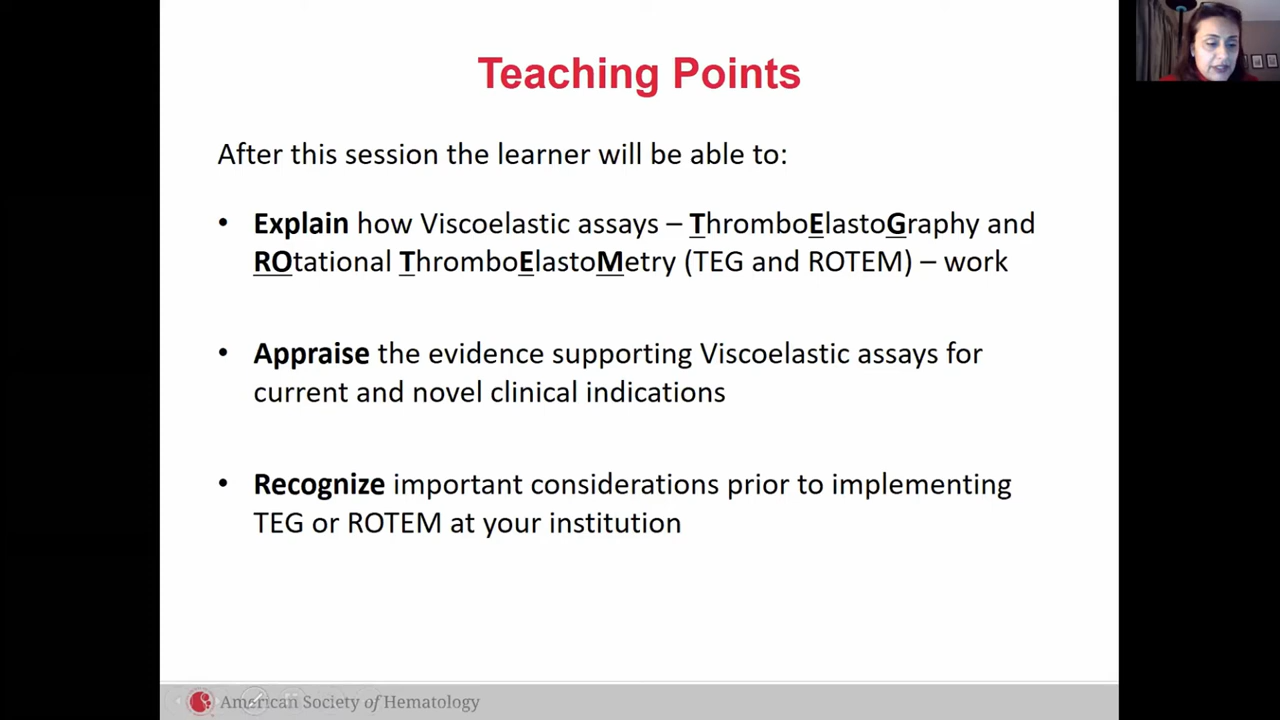 Teaching Points
After this session the learner will be able to:
• Explain how Viscoelastic assays – ThromboElastoGraphy and
ROtational ThromboElastoMetry (TEG and ROTEM) – work
• Appraise the evidence supporting Viscoelastic assays for
current and novel clinical indications
• Recognize important considerations prior to implementing
TEG or ROTEM at your institution
American Society of Hematology